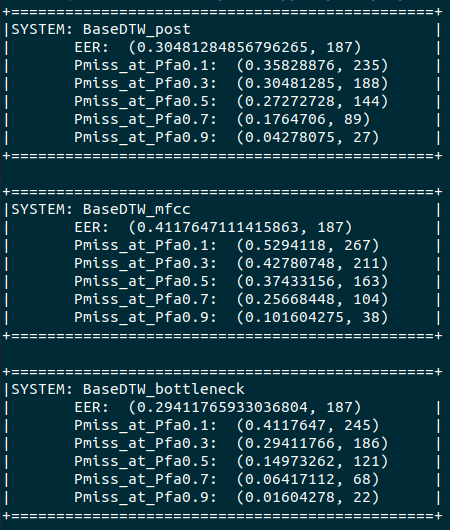 +===============================================+
|SYSTEM: BaseDTW_post                           |
|       EER:  (0.30481284856796265, 187)        |
|       Pmiss_at_Pfa0.1:  (0.35828876, 235)     |
|       Pmiss_at_Pfa0.3:  (0.30481285, 188)     |
|       Pmiss_at_Pfa0.5:  (0.27272728, 144)     |
|       Pmiss_at_Pfa0.7:  (0.1764706, 89)       |
|       Pmiss_at_Pfa0.9:  (0.04278075, 27)      |
+===============================================+

+===============================================+
|SYSTEM: BaseDTW_mfcc                           |
|       EER:  (0.4117647111415863, 187)         |
|       Pmiss_at_Pfa0.1:  (0.5294118, 267)      |
|       Pmiss_at_Pfa0.3:  (0.42780748, 211)     |
|       Pmiss_at_Pfa0.5:  (0.37433156, 163)     |
|       Pmiss_at_Pfa0.7:  (0.25668448, 104)     |
|       Pmiss_at_Pfa0.9:  (0.101604275, 38)     |
+===============================================+

+===============================================+
|SYSTEM: BaseDTW_bottleneck                     |
|       EER:  (0.29411765933036804, 187)        |
|       Pmiss_at_Pfa0.1:  (0.4117647, 245)      |
|       Pmiss_at_Pfa0.3:  (0.29411766, 186)     |
|       Pmiss_at_Pfa0.5:  (0.14973262, 121)     |
|       Pmiss_at_Pfa0.7:  (0.06417112, 68)      |
|       Pmiss_at_Pfa0.9:  (0.01604278, 22)      |
+===============================================+